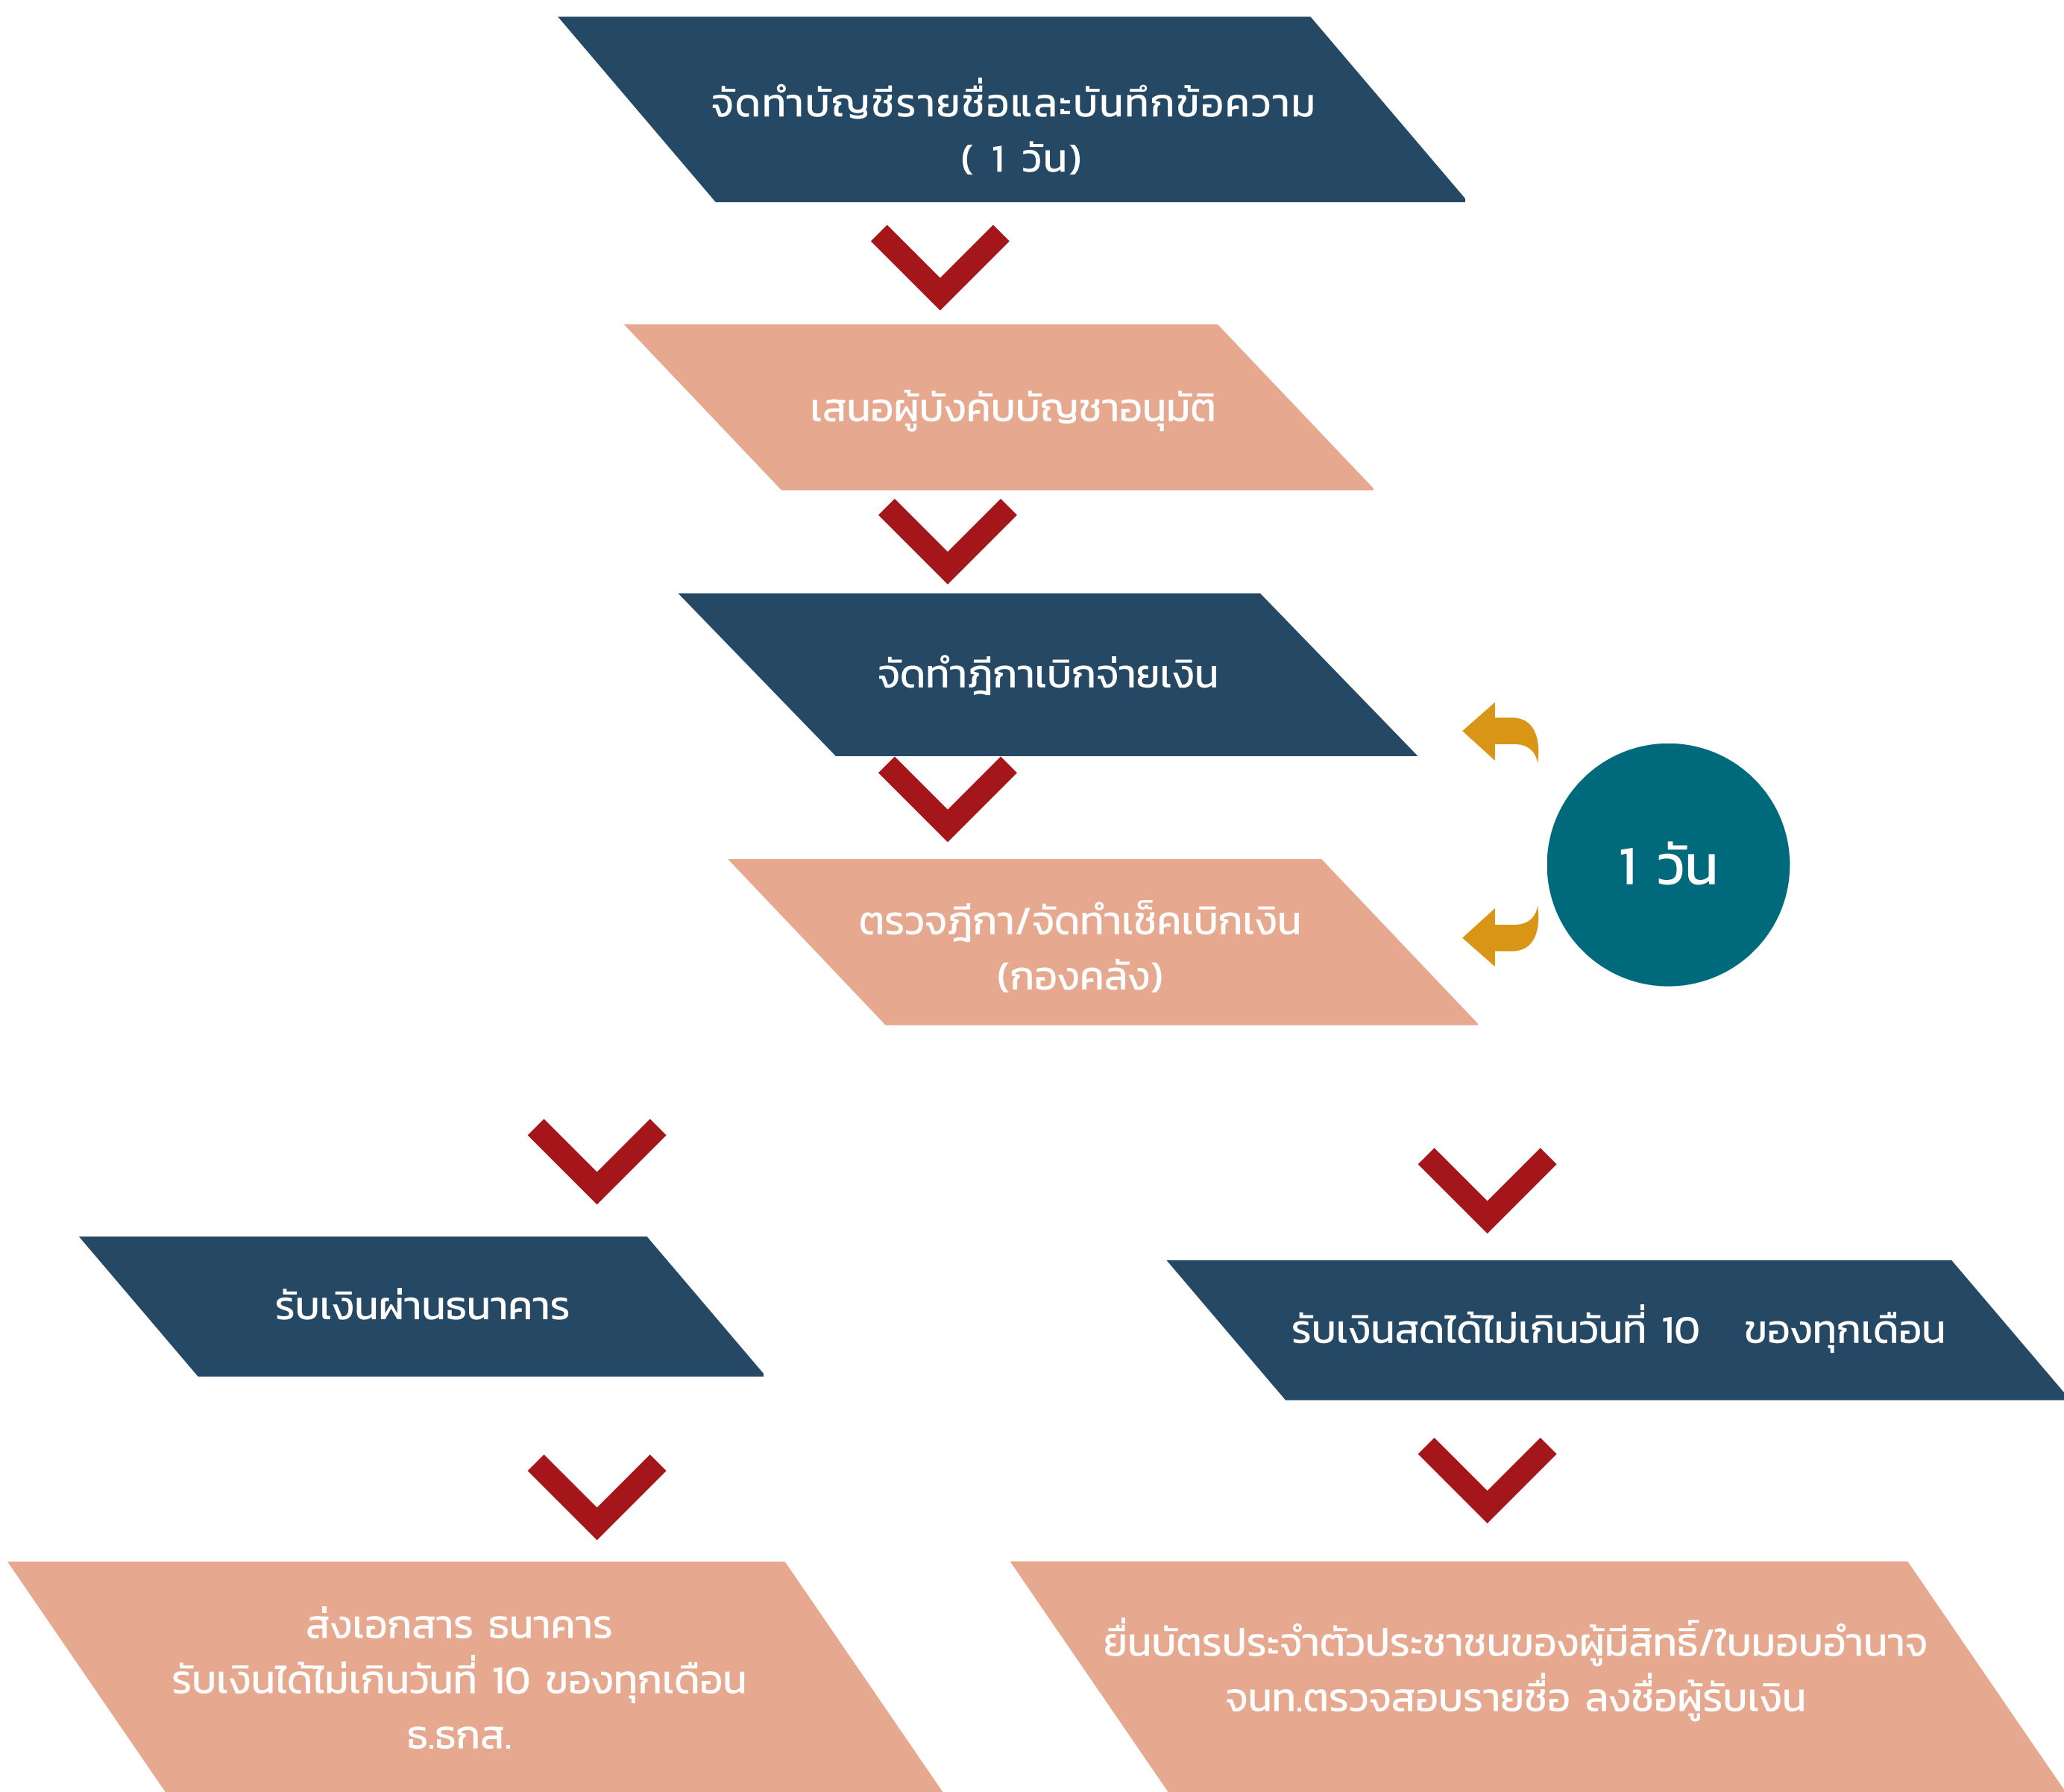 จัดทำบัญชีรายชื่อและบันทึกข้อความ
( 1 วัน)
เสนอผู้บังคับบัญชาอนุมัติ
จัดทำฎีกาเบิกจ่ายเงิน
1 วัน
ตรวจฎีกา/จัดทำเช็คเบิกเงิน
(กองคลัง)
รับเงินผ่านธนาคาร
รับเงินสดได้ไม่เกินวันที่ 10 ของทุกเดือน
ส่งเอกสาร ธนาคาร
รับเงินได้ไม่เกินวันที่ 10 ของทุกเดือน
ธ.ธกส.
ยื่นบัตรประจำตัวประชาชนของผู้มีสิทธิ์/ใบมอบอำนาจ
จนท.ตรวจสอบรายชื่อ ลงชื่อผู้รับเงิน